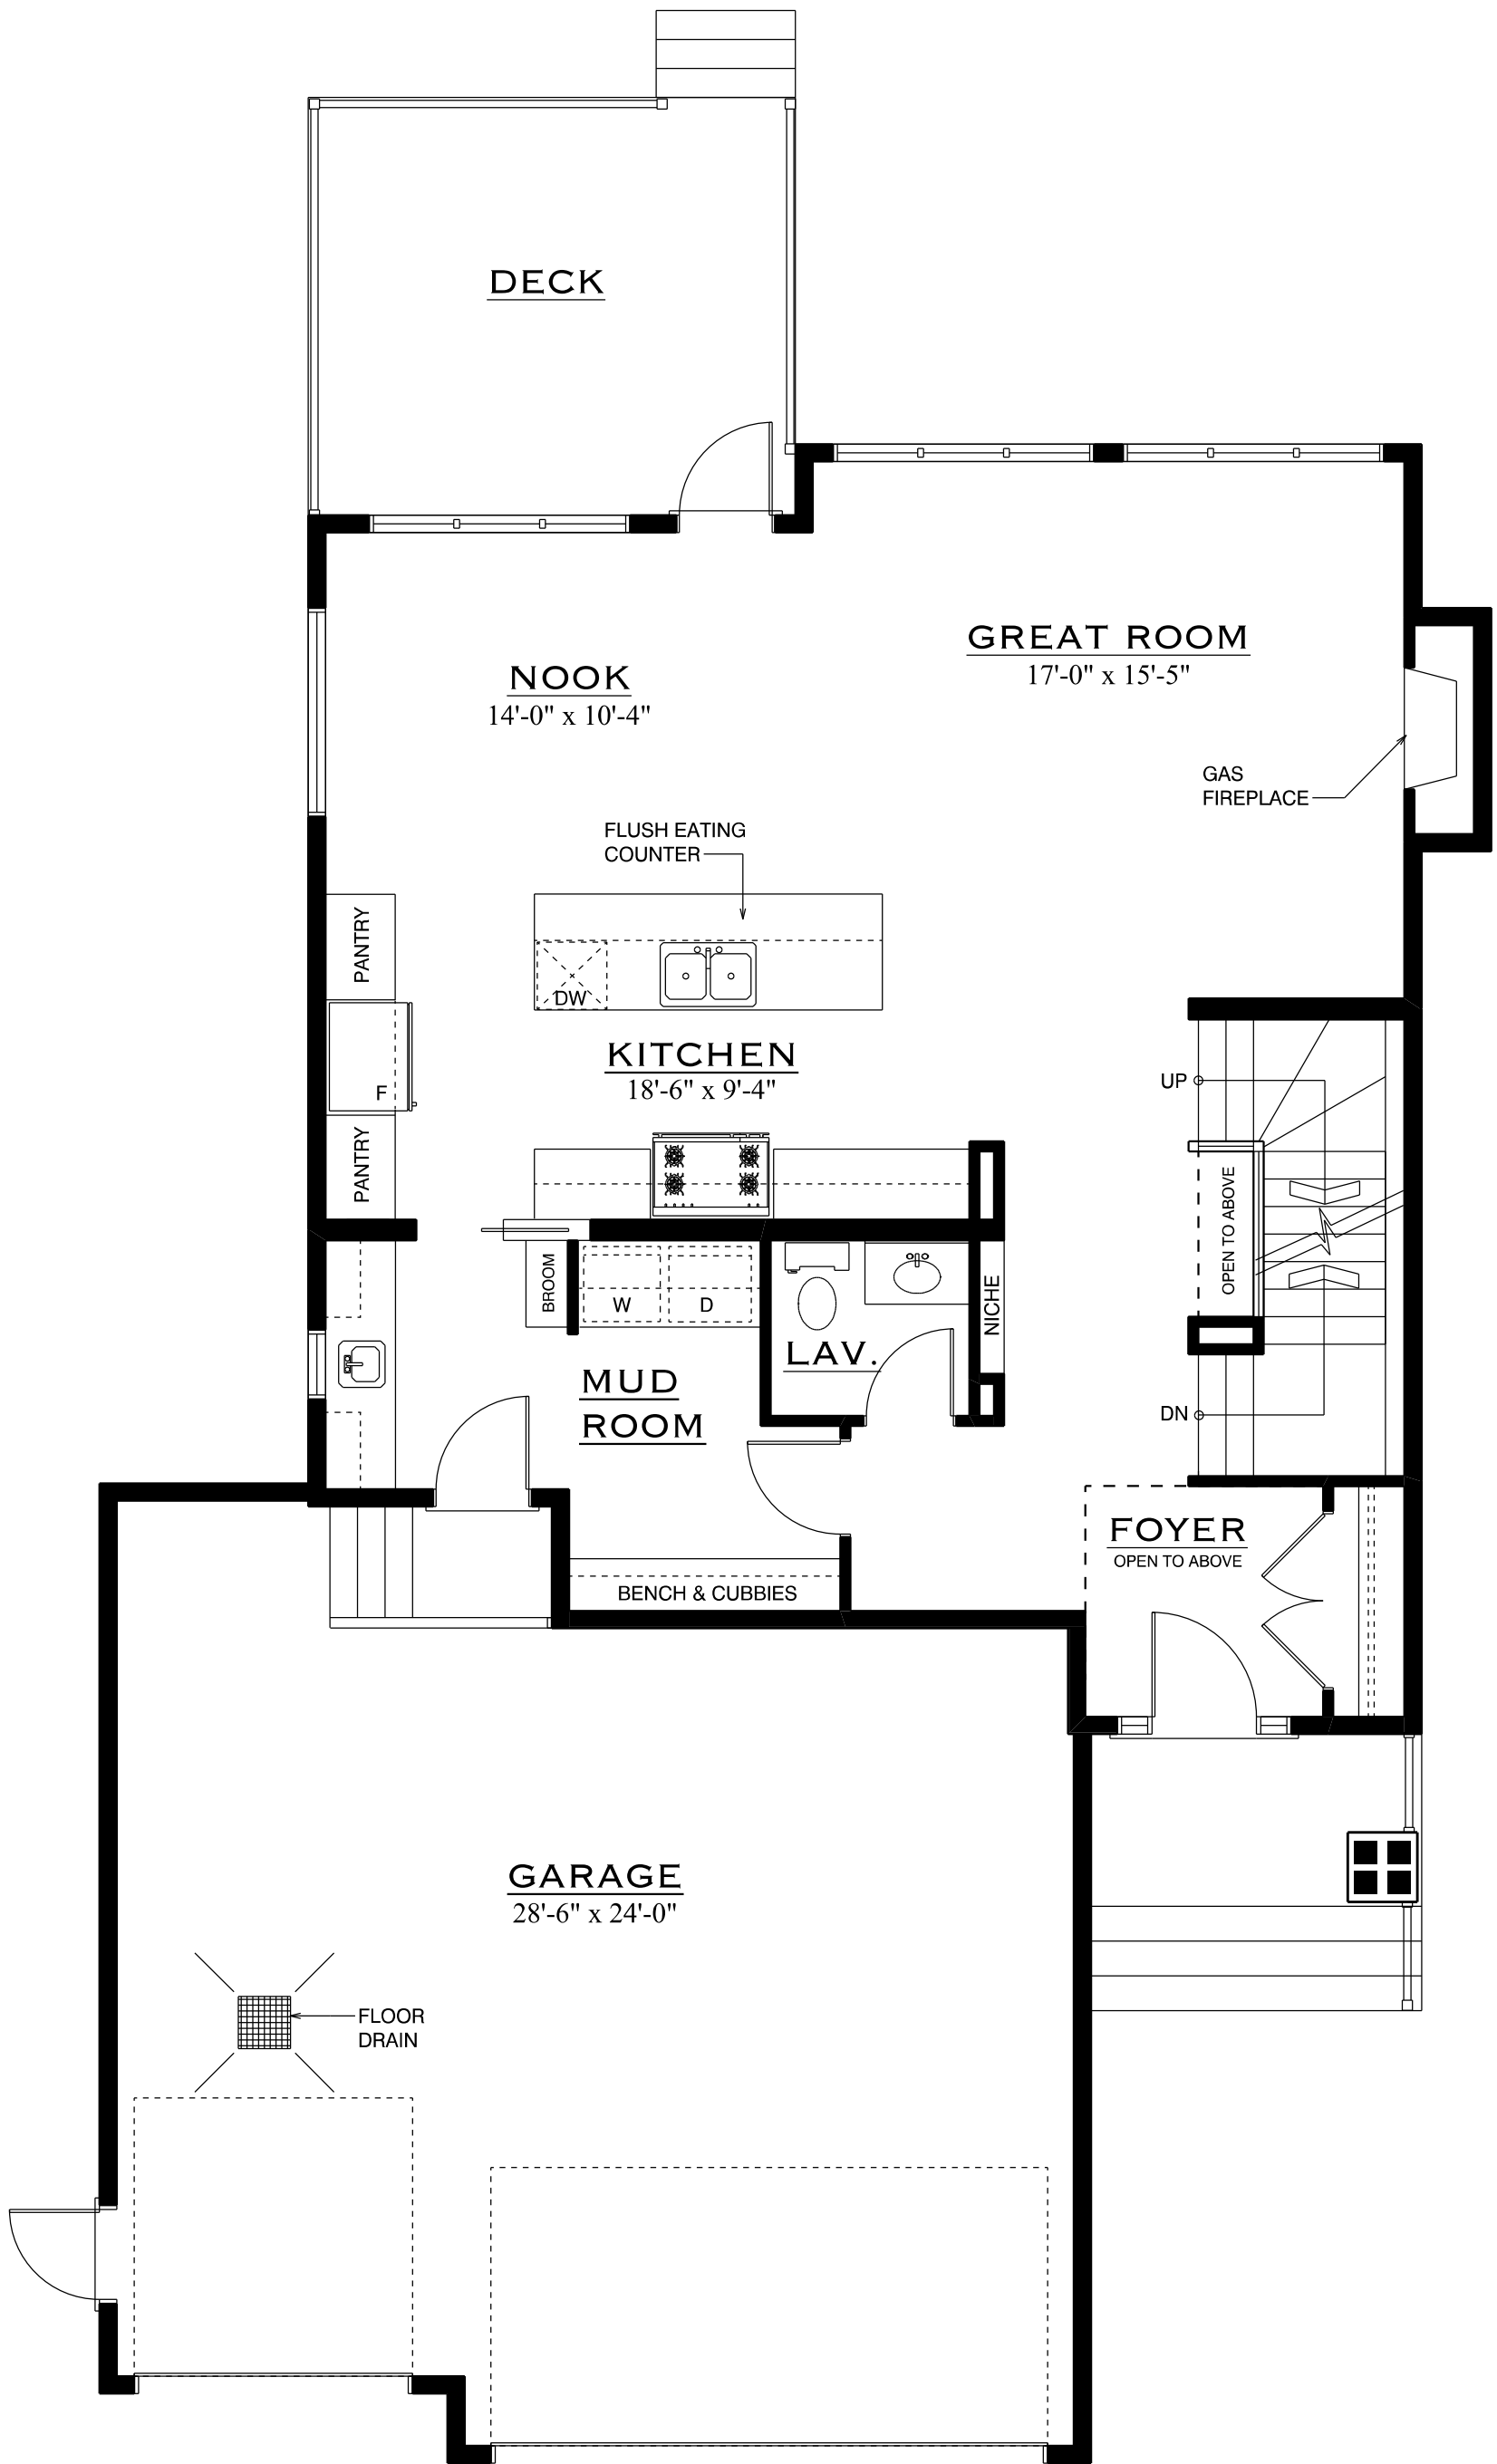 DECK
GREAT ROOM
17'-0" x 15'-5"
NOOK
14'-0" x 10'-4"
GAS
FIREPLACE
FLUSH EATING
COUNTER
PANTRY
DW
KITCHEN
18'-6" x 9'-4"
F
UP
PANTRY
OPEN TO ABOVE
BROOM
W
D
NICHE
LAV.
MUD
ROOM
DN
FOYER
OPEN TO ABOVE
BENCH & CUBBIES
GARAGE
28'-6" x 24'-0"
FLOOR
DRAIN